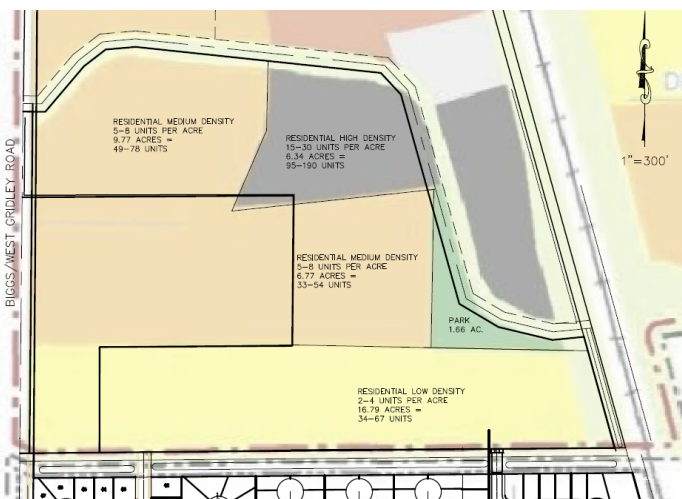 RESIDENTIAL MEDIUM DENSITY
5–8 UNITS PER ACRE
9.77 ACRES =
49–78 UNITS
RESIDENTIAL HIGH DENSITY
15–30 UNITS PER ACRE
6.34 ACRES =
95–190 UNITS
D
1"=300'
BIGGS/WEST GRIDLEY ROAD
RESIDENTIAL MEDIUM DENSITY
5–8 UNITS PER ACRE
6.77 ACRES =
33–54 UNITS
PARK
1.66 AC.
RESIDENTIAL LOW DENSITY
2–4 UNITS PER ACRE
16.79 ACRES =
34–67 UNITS